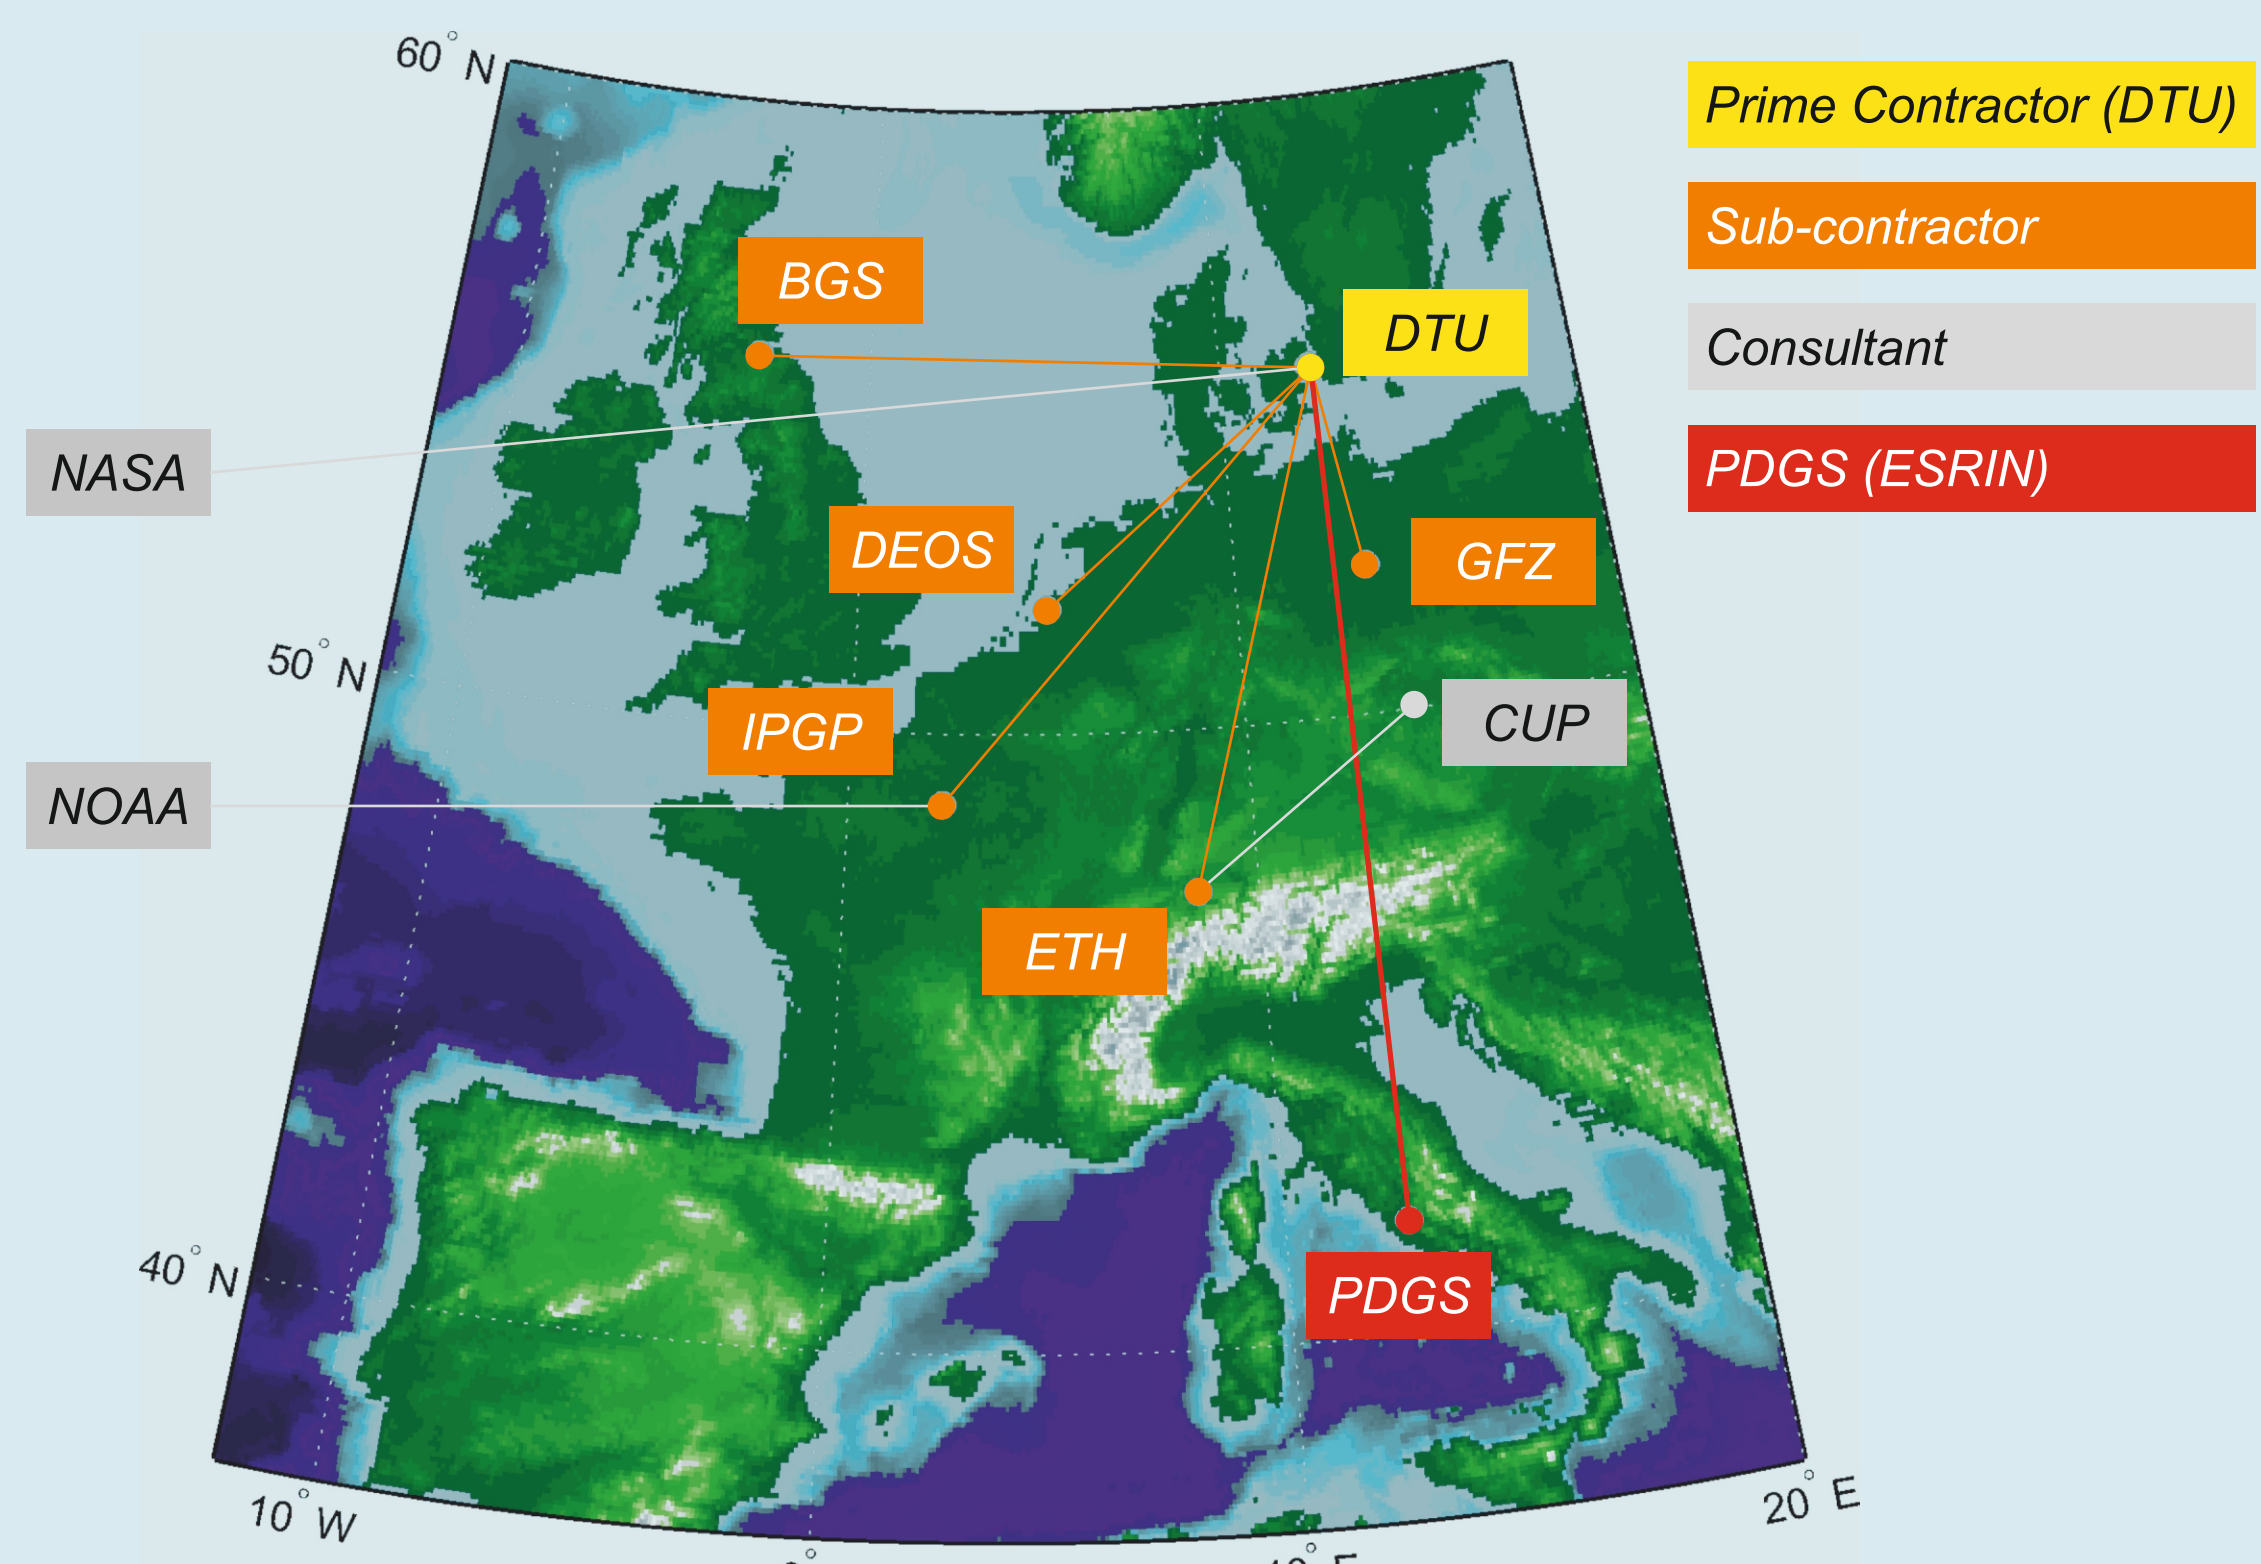 60° N
Prime Contractor (DTU)
Sub-contractor
BGS
DTU
Consultant
NASA
PDGS (ESRIN)
DEOS
GFZ
50° N
IPGP
CUP
NOAA
ETH
40° N
PDGS
10° W
20° E